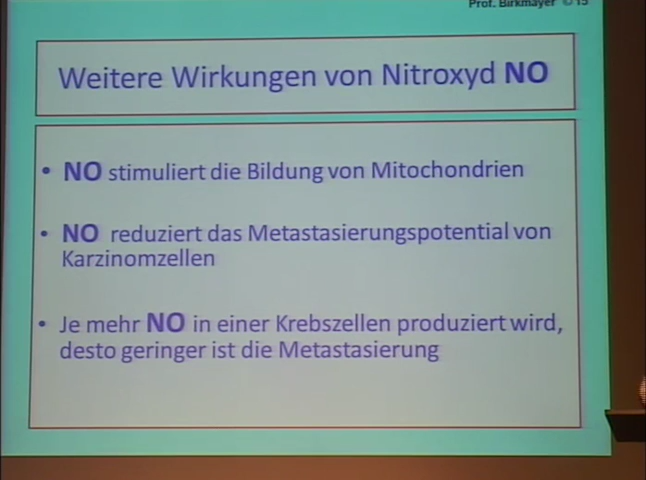 Prof. Birkmayer © 15
Weitere Wirkungen von Nitroxyd NO
• NO stimuliert die Bildung von Mitochondrien
• NO reduziert das Metastasierungspotential von
Karzinomzellen
• Je mehr NO in einer Krebszellen produziert wird,
desto geringer ist die Metastasierung